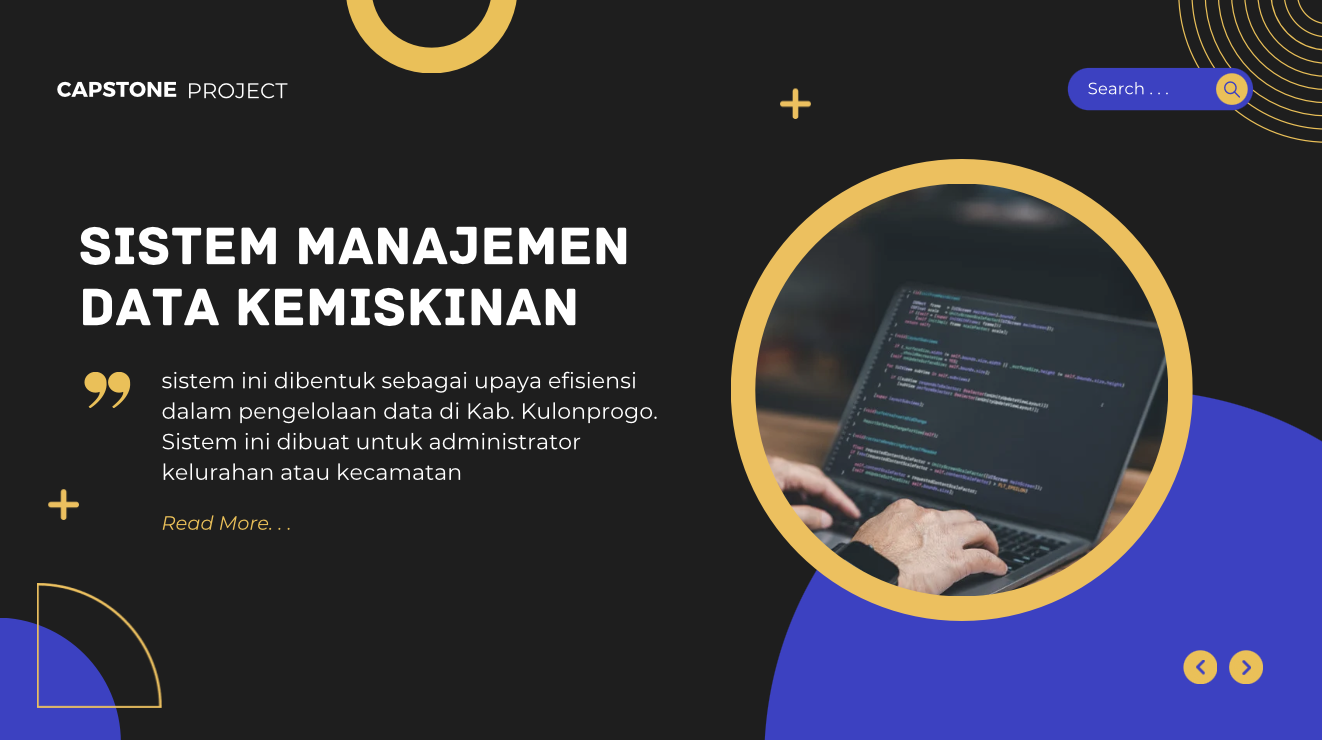 CAPSTONE PROJECT
Search . . .
SISTEM MANAJEMEN
DATA KEMISKINAN
sistem ini dibentuk sebagai upaya efisiensi
dalam pengelolaan data di Kab. Kulonprogo.
Sistem ini dibuat untuk administrator
kelurahan atau kecamatan
Read More. . .